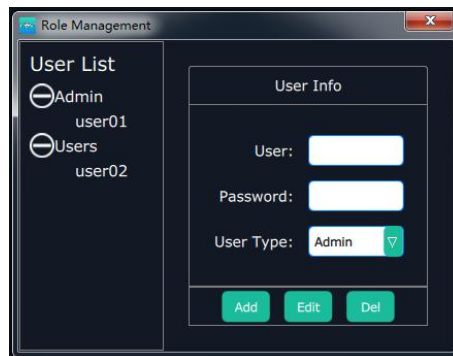 Role Management
User List
Admin
user01
Users
user02
User Info
User:
Password:
User Type: Admin
Add Edit Del